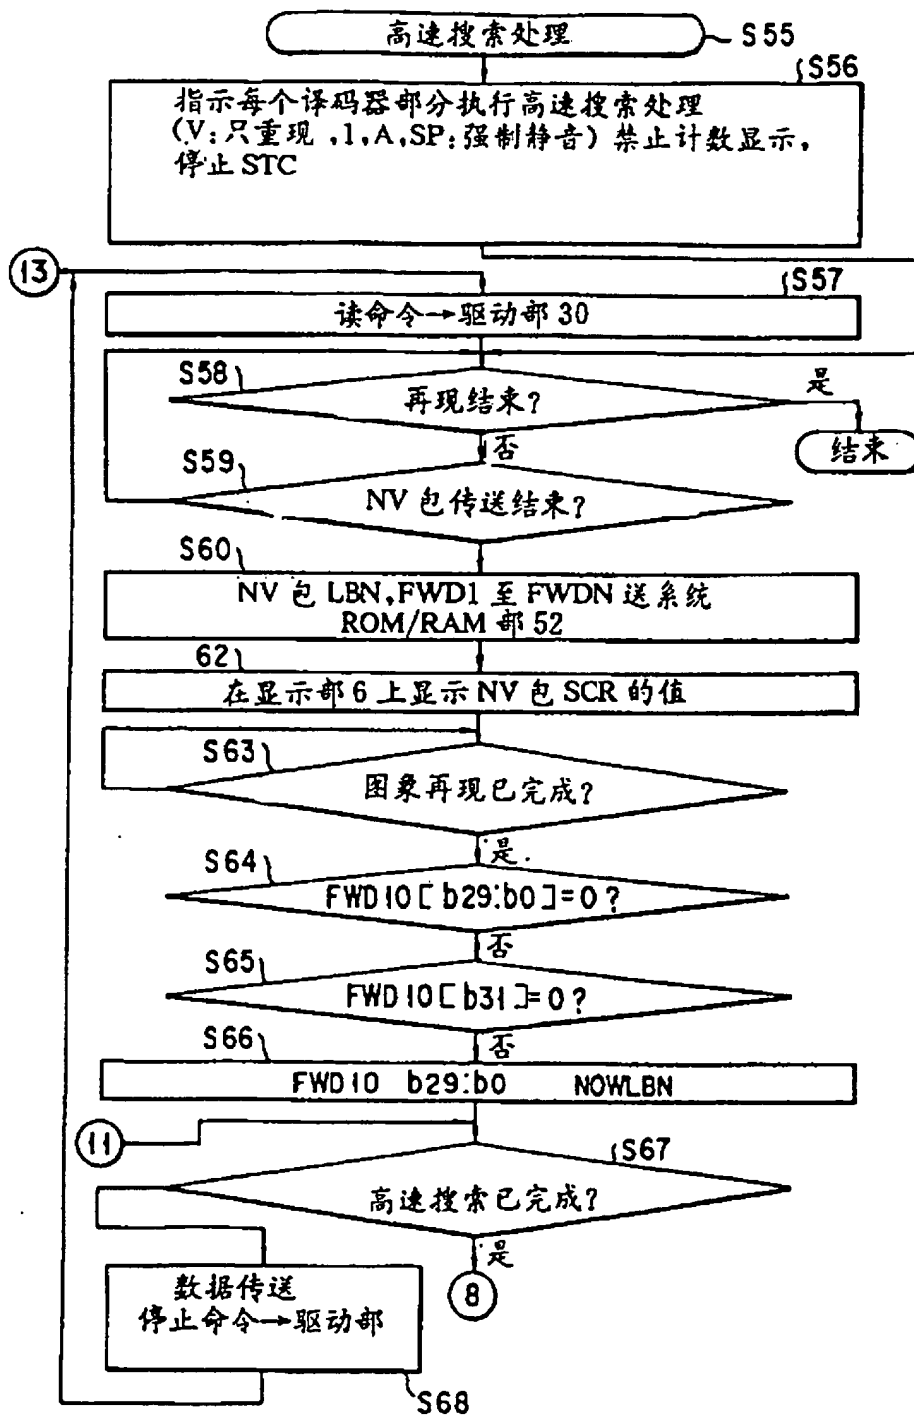 高速搜索处理
S55
S56
指示每个译码器部分执行高速搜索处理
(V:只重现,1,A,SP:强制静音)禁止计数显示,
停止STC
13
S57
读命令→驱动部30
S58
再现结束?
是
结束
否
S59
NV包传送结束?
S60
NV包LBN,FWD1至FWDN送系统
ROM/RAM部52
62
在显示部6上显示NV包SCR的值
S63
图象再现已完成?
是
S64
FWD10[b29:b0]=0?
否
S65
FWD10[b31]=0?
否
S66
FWD10 b29:b0 NOWLBN
11
S67
高速搜索已完成?
是
8
数据传送
停止命令→驱动部
S68